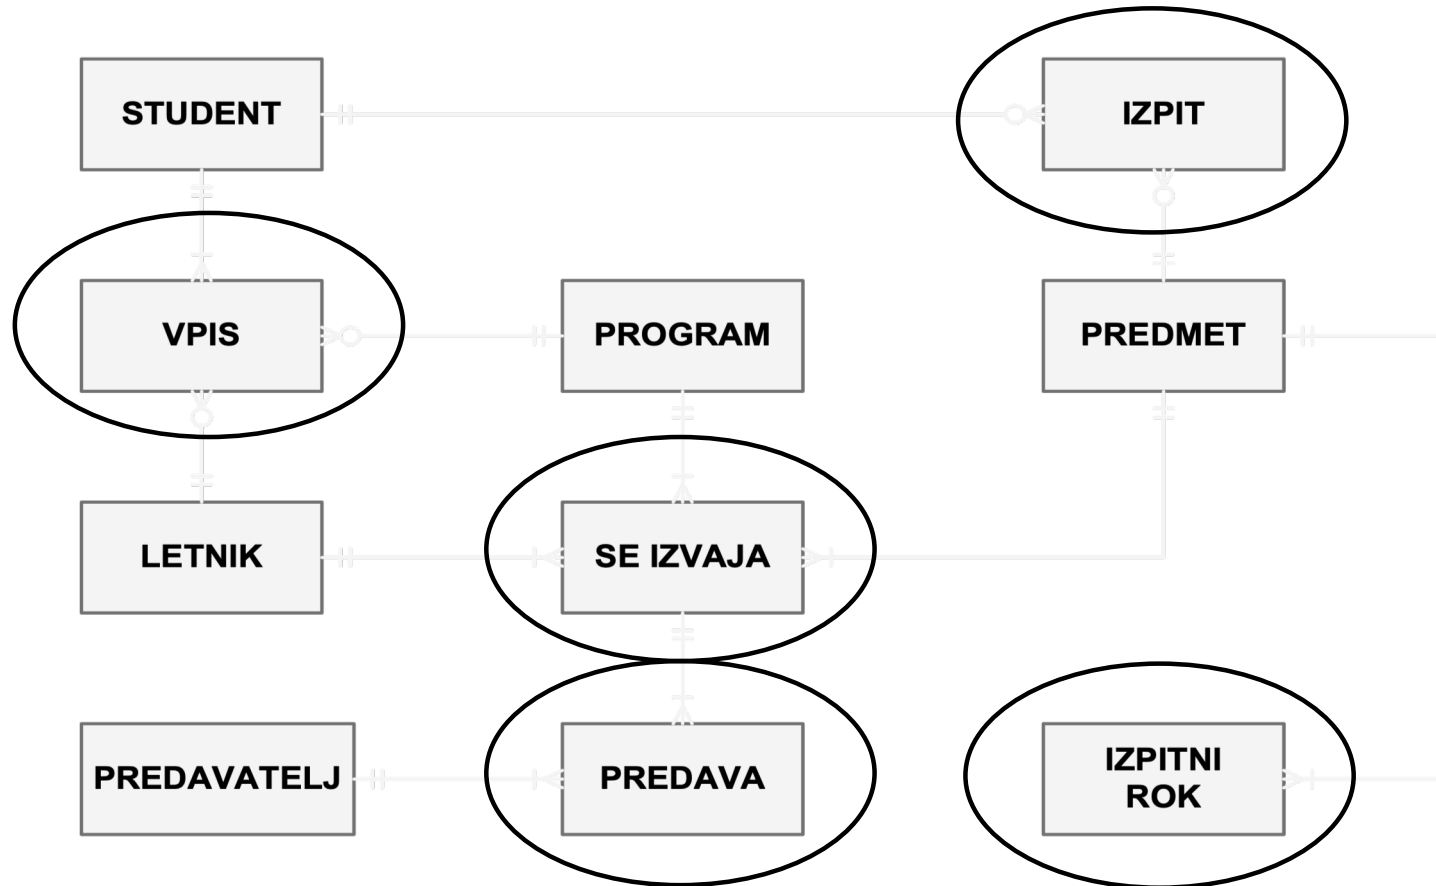 STUDENT
IZPIT
VPIS
PROGRAM
PREDMET
LETNIK
SE IZVAJA
PREDAVATELJ
PREDAVA
IZPITNI
ROK